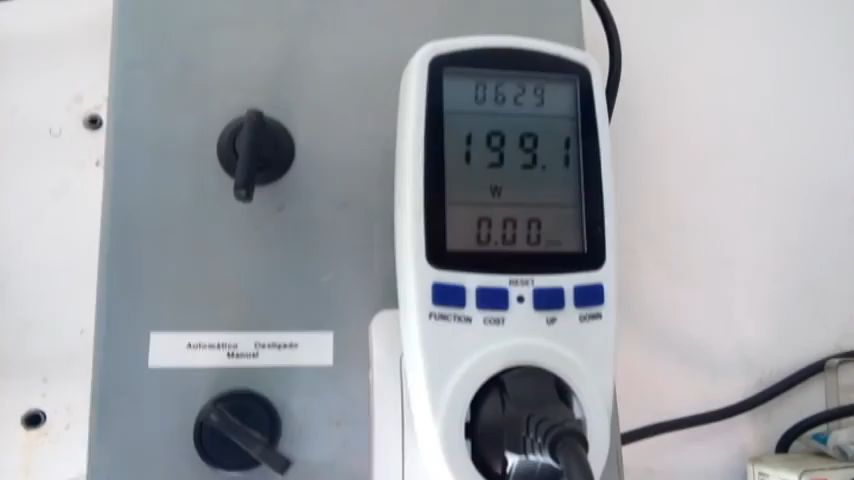 0629
199.1
W
0.00
RESET
FUNCTION COST UP DOWN
Automático Desligado
Manual